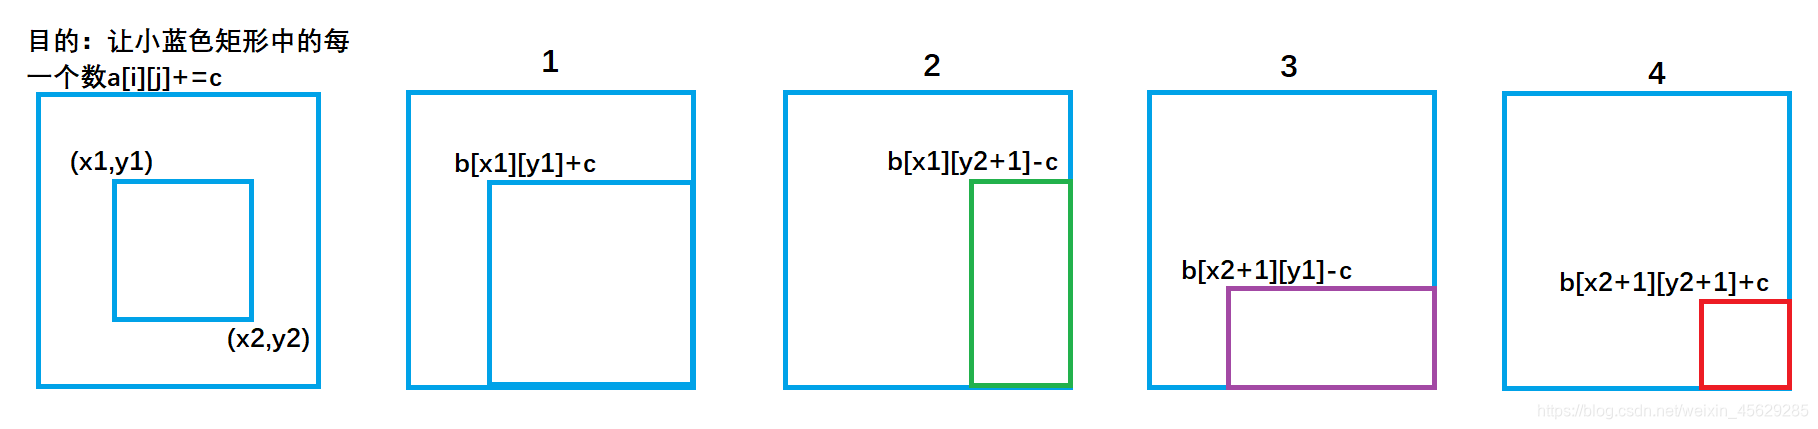 目的：让小蓝色矩形中的每
一个数a[i][j]+=c
(x1,y1)
(x2,y2)
1
b[x1][y1]+c
2
b[x1][y2+1]-c
3
b[x2+1][y1]-c
4
b[x2+1][y2+1]+c
https://blog.csdn.net/weixin_45629285